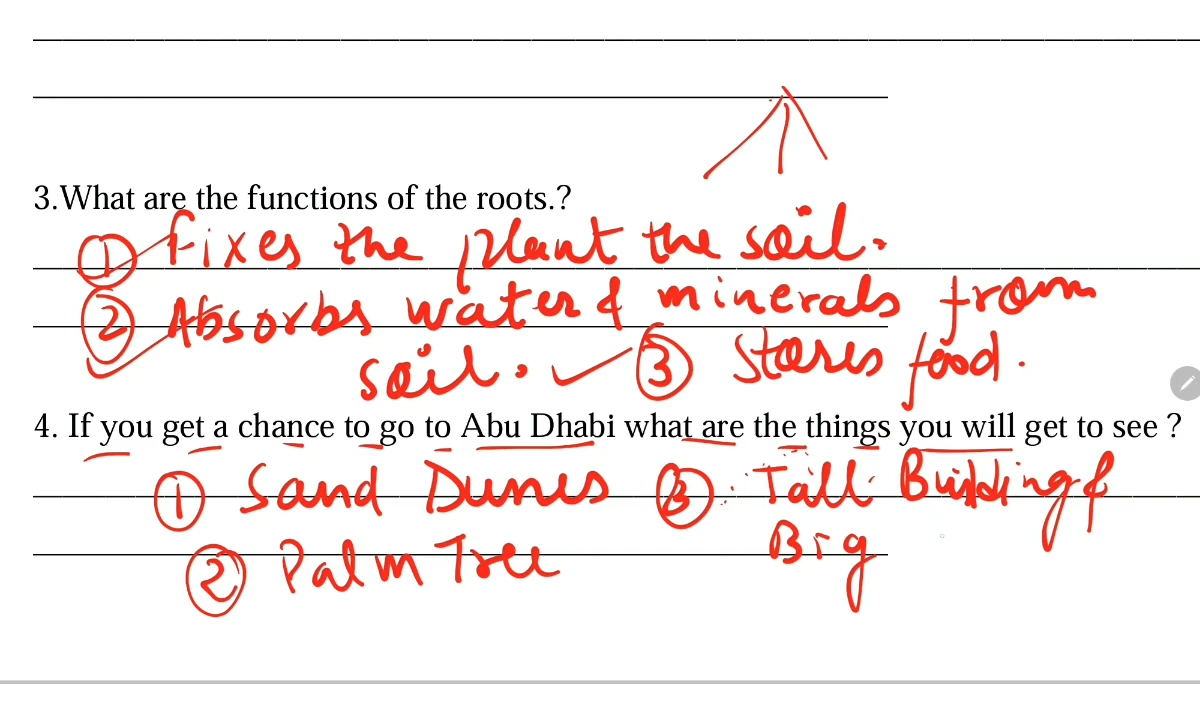 3.What are the functions of the roots.?
① Fixes the plant the soil.
② Absorbs water & minerals from
soil. ③ Stores food.
4. If you get a chance to go to Abu Dhabi what are the things you will get to see ?
① Sand Dunes ③ Tall Building &
② Palm Tree Big